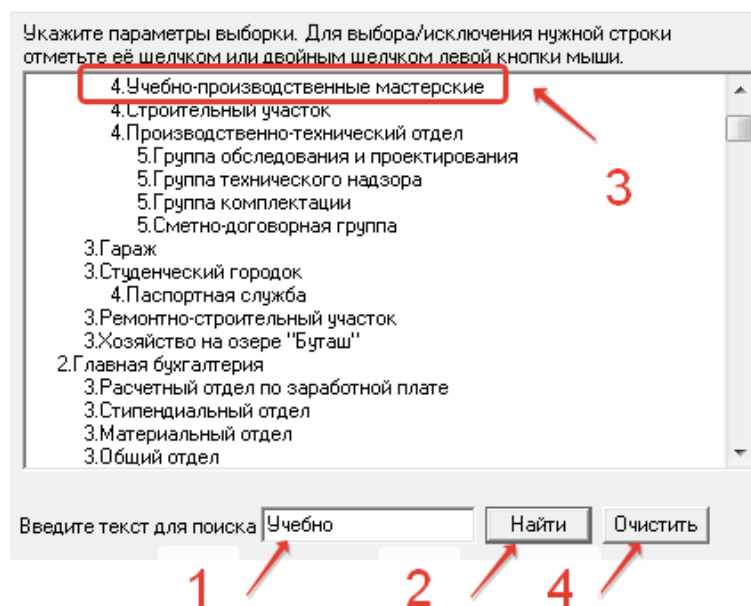 Укажите параметры выборки. Для выбора/исключения нужной строки
отметьте её щелчком или двойным щелчком левой кнопки мыши.
4.Учебно-производственные мастерские
4.Строительный участок
4.Производственно-технический отдел
5.Группа обследования и проектирования
5.Группа технического надзора
5.Группа комплектации
5.Сметно-договорная группа
3.Гараж
3.Студенческий городок
4.Паспортная служба
3.Ремонтно-строительный участок
3.Хозяйство на озере "Буташ"
2.Главная бухгалтерия
3.Расчетный отдел по заработной плате
3.Стипендиальный отдел
3.Материальный отдел
3.Общий отдел
3
Введите текст для поиска Учебно Найти Очистить
1 2 4